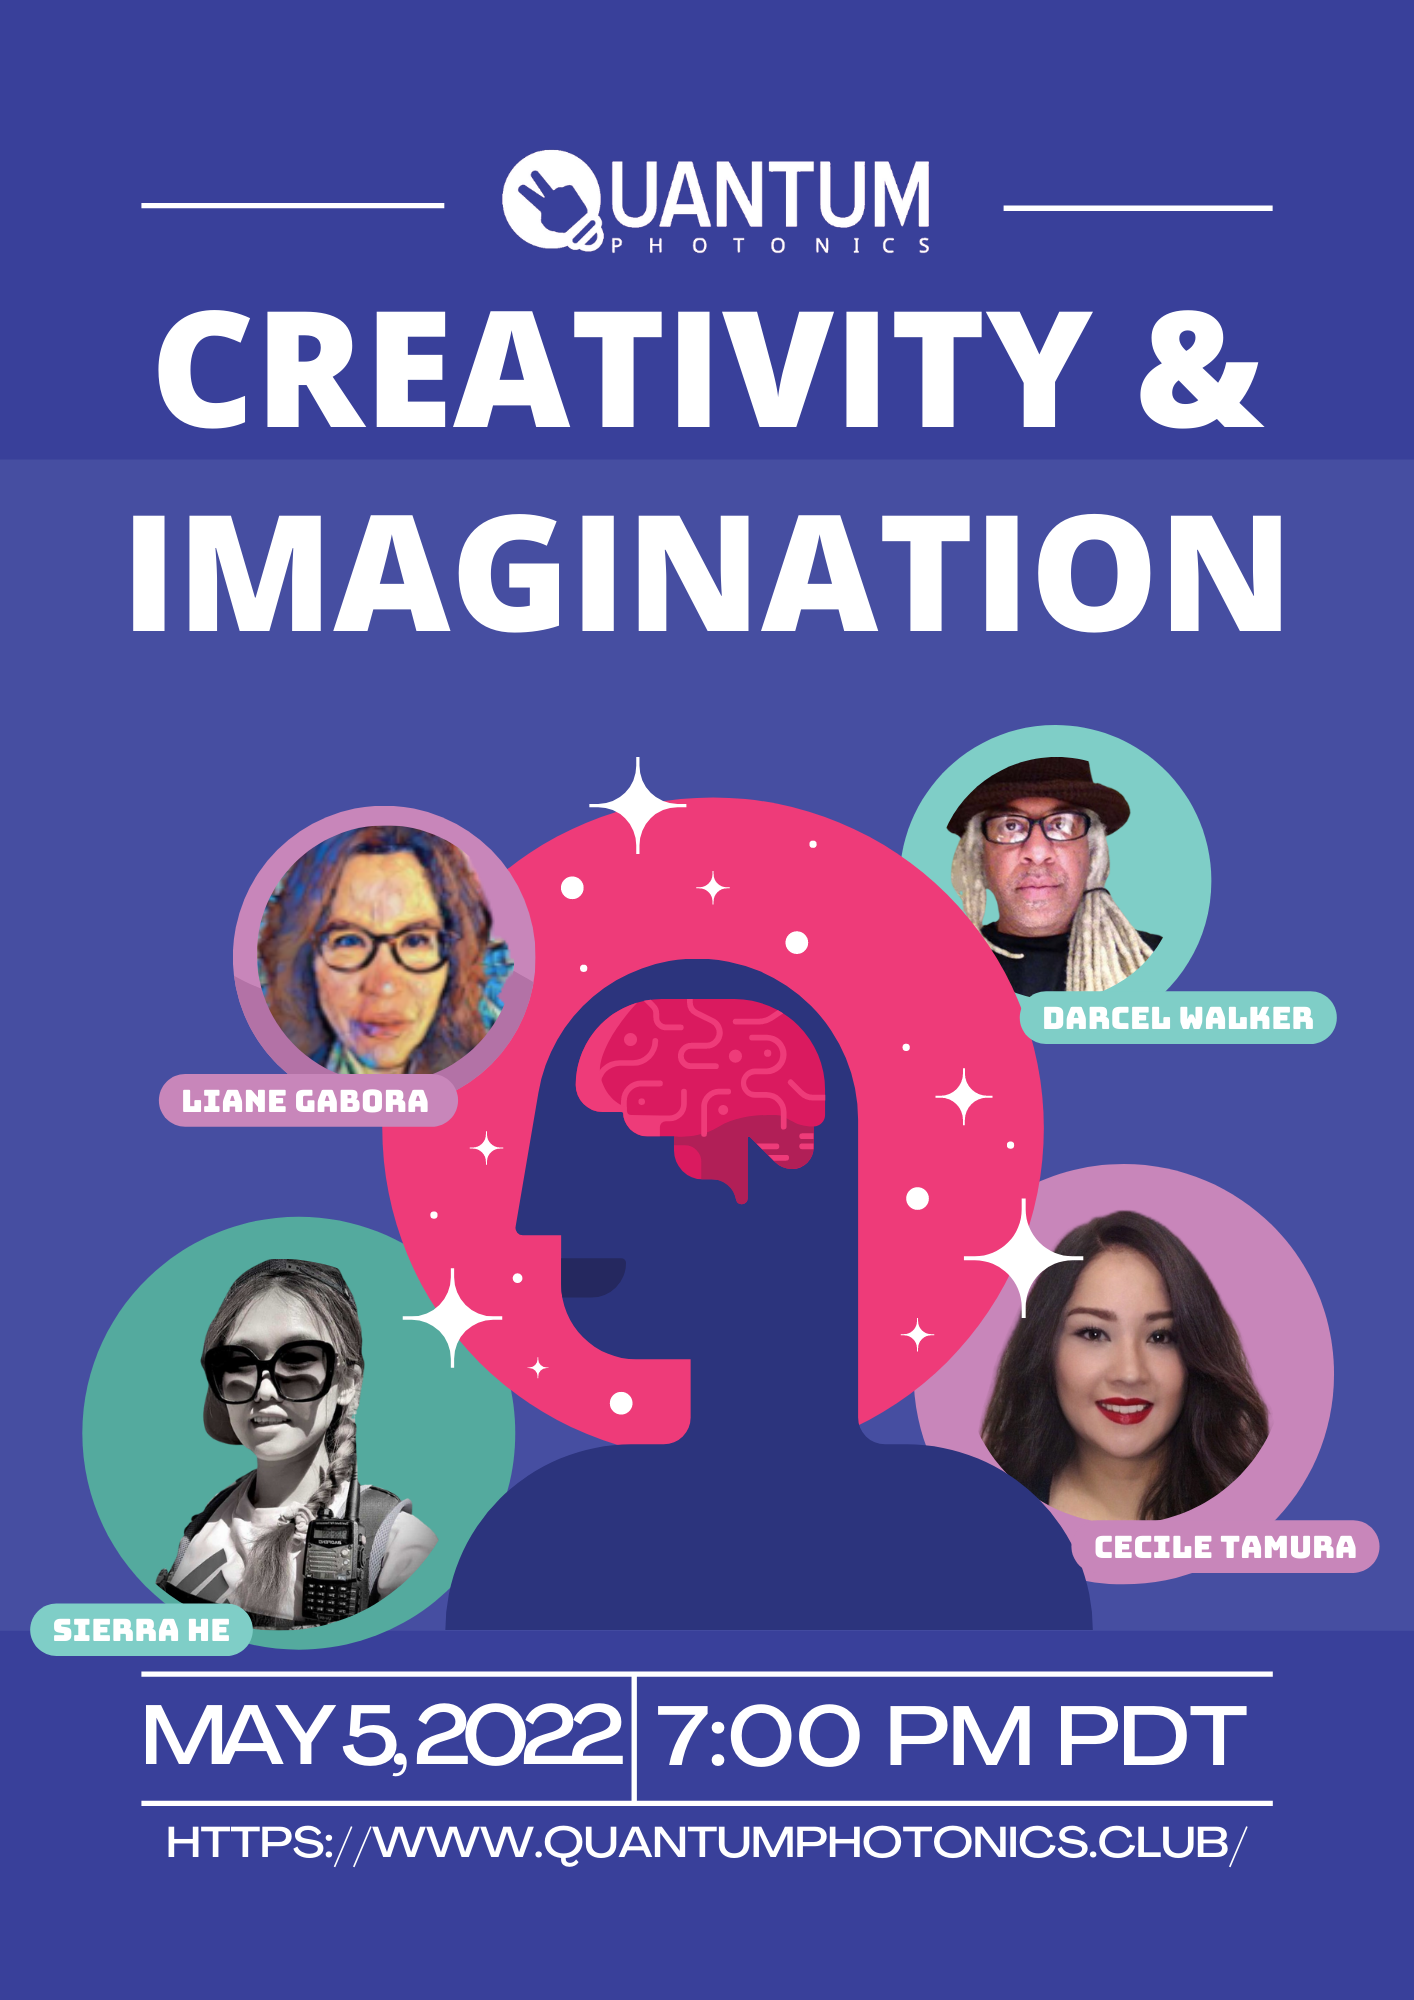 QUANTUM
PHOTONICS
CREATIVITY &
IMAGINATION
DARCEL WALKER
LIANE GABORA
CECILE TAMURA
SIERRA HE
MAY 5, 2022
7:00 PM PDT
HTTPS://WWW.QUANTUMPHOTONICS.CLUB/